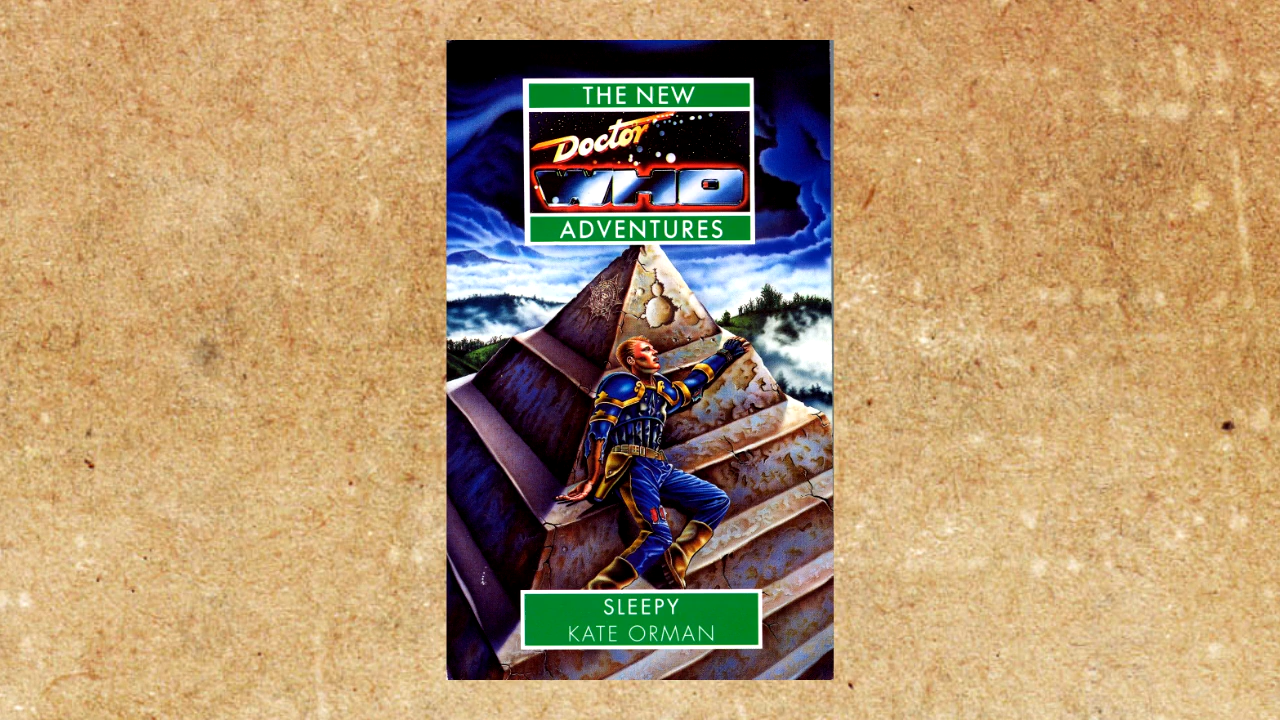 THE NEW
Doctor
WHO
ADVENTURES
SLEEPY
KATE ORMAN